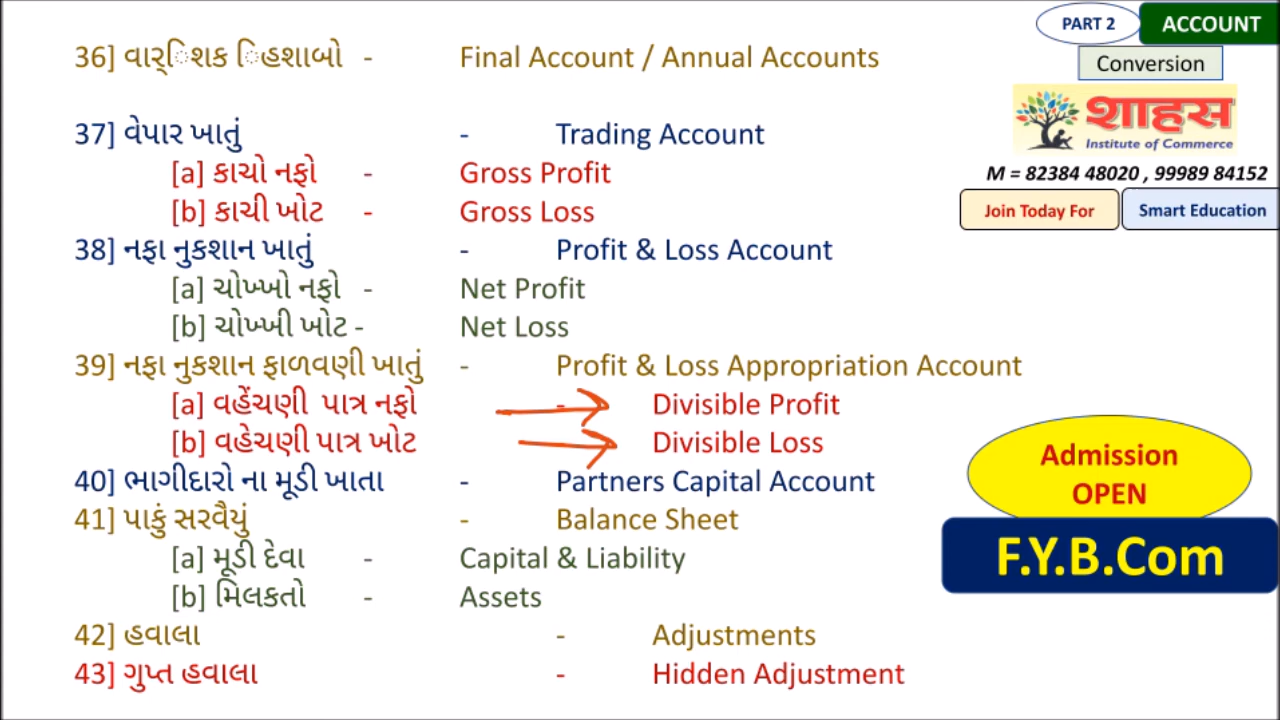 36] વાર્િશક િહશાબો - Final Account / Annual Accounts
37] વેપાર ખાતું - Trading Account
[a] કાચો નફો - Gross Profit
[b] કાચી ખોટ - Gross Loss
38] નફા નુકશાન ખાતું - Profit & Loss Account
[a] ચોખ્ખો નફો - Net Profit
[b] ચોખ્ખી ખોટ - Net Loss
39] નફા નુકશાન ફાળવણી ખાતું - Profit & Loss Appropriation Account
[a] વહેંચણી પાત્ર નફો - Divisible Profit
[b] વહેચણી પાત્ર ખોટ Divisible Loss
40] ભાગીદારો ના મૂડી ખાતા - Partners Capital Account
41] પાકું સરવૈયું - Balance Sheet
[a] મૂડી દેવા - Capital & Liability
[b] મિલકતો - Assets
42] હવાલા - Adjustments
43] ગુપ્ત હવાલા - Hidden Adjustment
PART 2 ACCOUNT
Conversion
शाहस
Institute of Commerce
M = 82384 48020 , 99989 84152
Join Today For Smart Education
Admission
OPEN
F.Y.B.Com